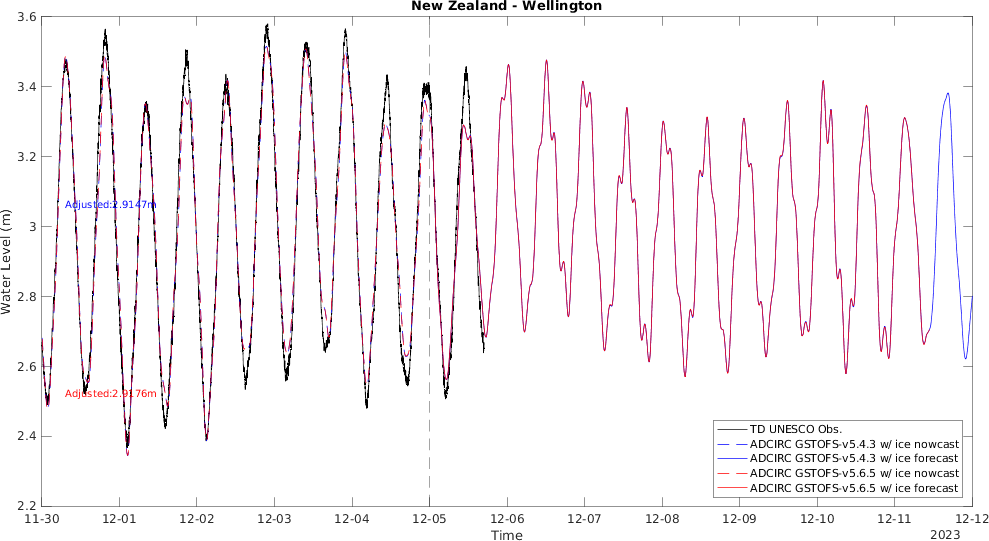 New Zealand - Wellington
3.6
3.4
3.2
3
2.8
2.6
2.4
2.2
Water Level (m)
Adjusted:2.9147m
Adjusted:2.9176m
TD UNESCO Obs.
ADCIRC GSTOFS-v5.4.3 w/ ice nowcast
ADCIRC GSTOFS-v5.4.3 w/ ice forecast
ADCIRC GSTOFS-v5.6.5 w/ ice nowcast
ADCIRC GSTOFS-v5.6.5 w/ ice forecast
11-30 12-01 12-02 12-03 12-04 12-05 12-06 12-07 12-08 12-09 12-10 12-11 12-12
Time
2023